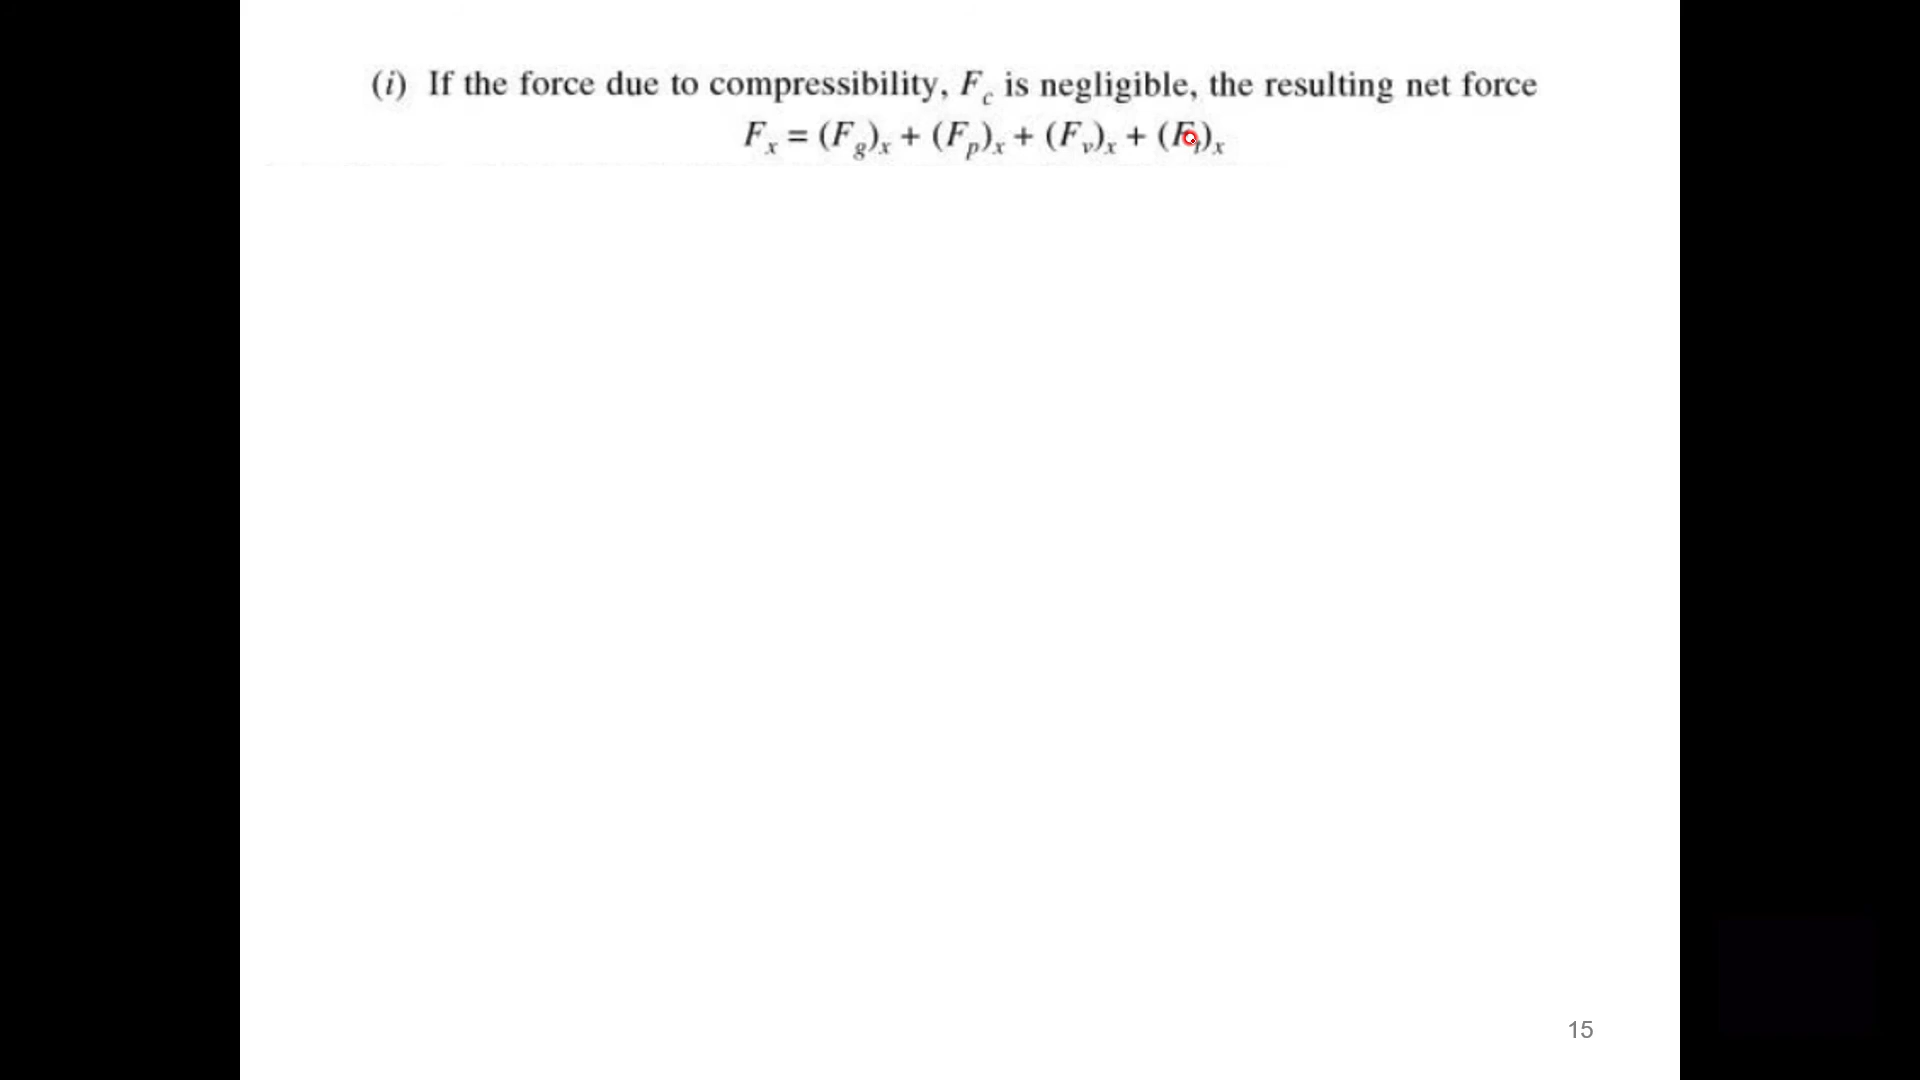 (i) If the force due to compressibility, F_c is negligible, the resulting net force
F_x = (F_g)_x + (F_p)_x + (F_v)_x + (F_t)_x
15